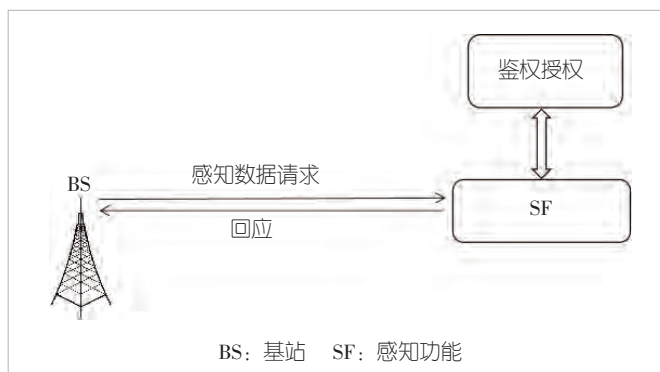 鉴权授权
BS
感知数据请求
SF
回应
BS：基站 SF：感知功能